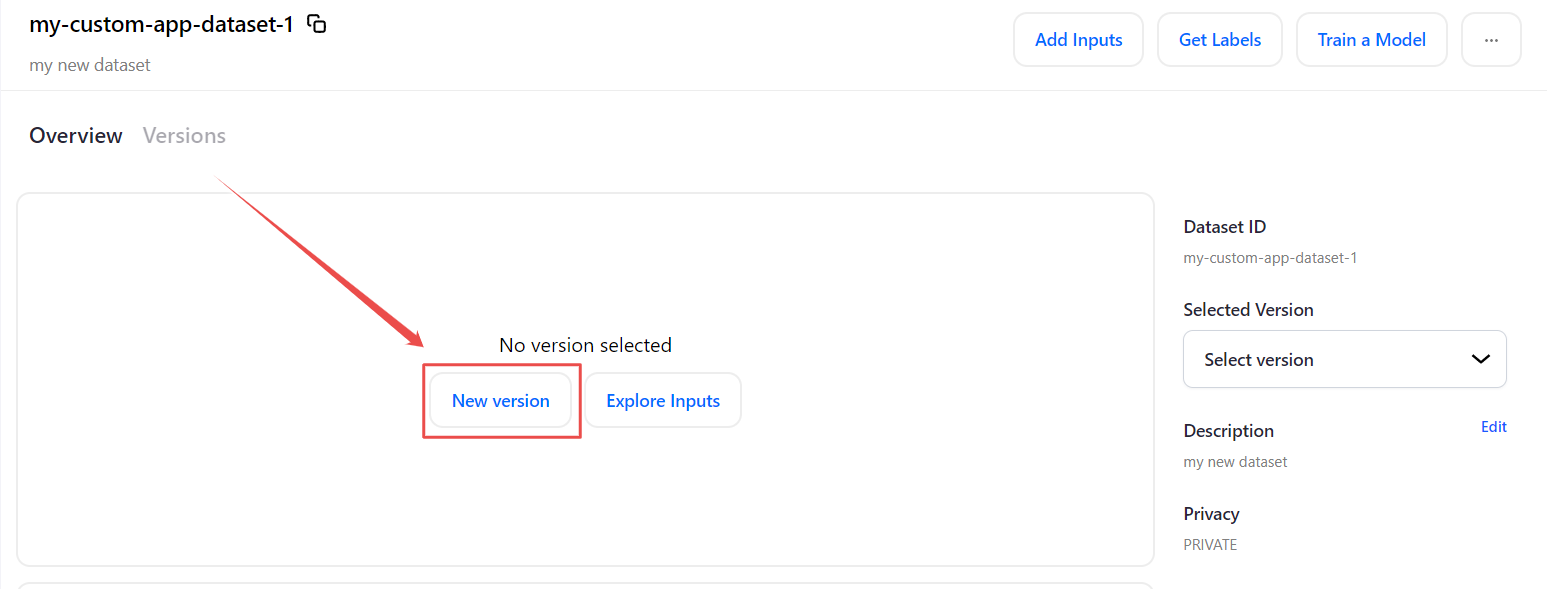 my-custom-app-dataset-1
my new dataset
Add Inputs
Get Labels
Train a Model
...
Overview Versions
No version selected
New version
Explore Inputs
Dataset ID
my-custom-app-dataset-1
Selected Version
Select version
Description
Edit
my new dataset
Privacy
PRIVATE